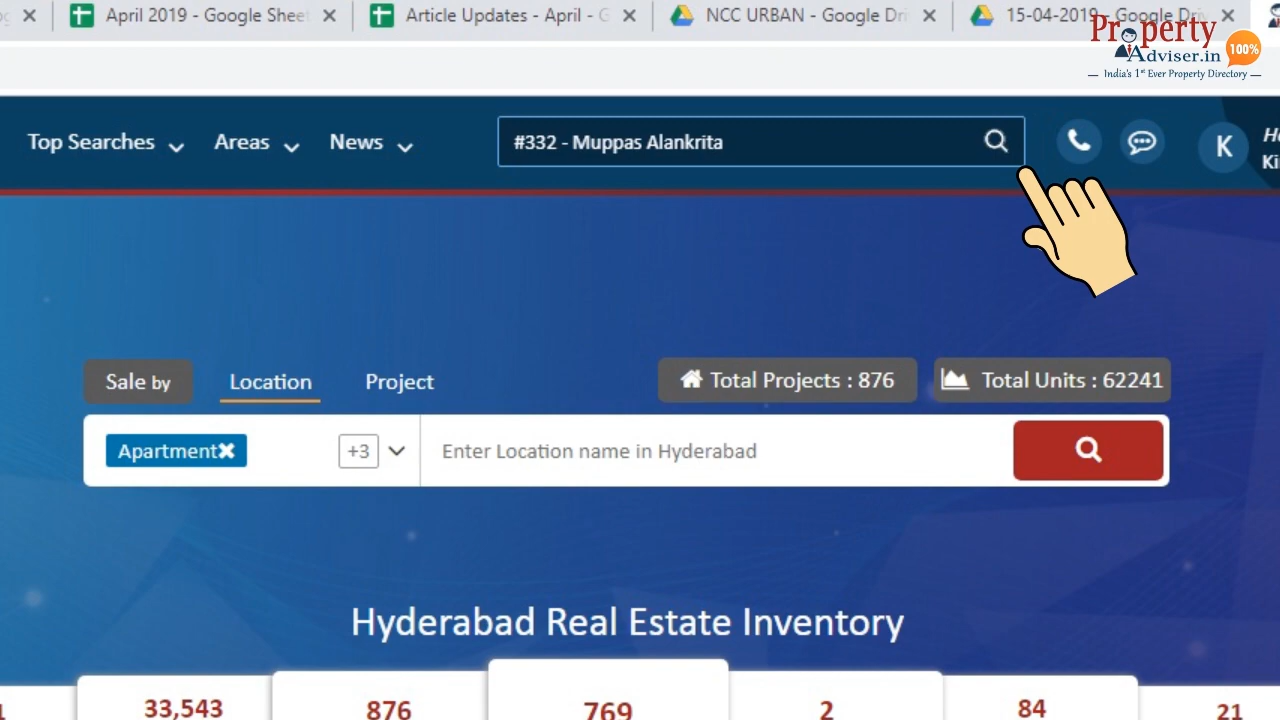 April 2019 - Google Sheet
Article Updates - April - G
NCC URBAN - Google Dri
15-04-2019 - Google Driv
Property
Adviser.in
100%
India's 1st Ever Property Directory
Top Searches
Areas
News
#332 - Muppas Alankrita
K
Ki
Sale by
Location
Project
Total Projects : 876
Total Units : 62241
Apartment
+3
Enter Location name in Hyderabad
Hyderabad Real Estate Inventory
33,543
876
769
2
84
21